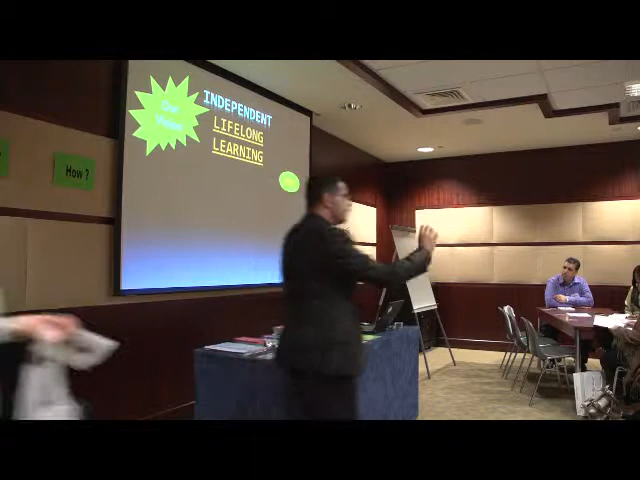 Our
Vision
INDEPENDENT
LIFELONG
LEARNING
How ?